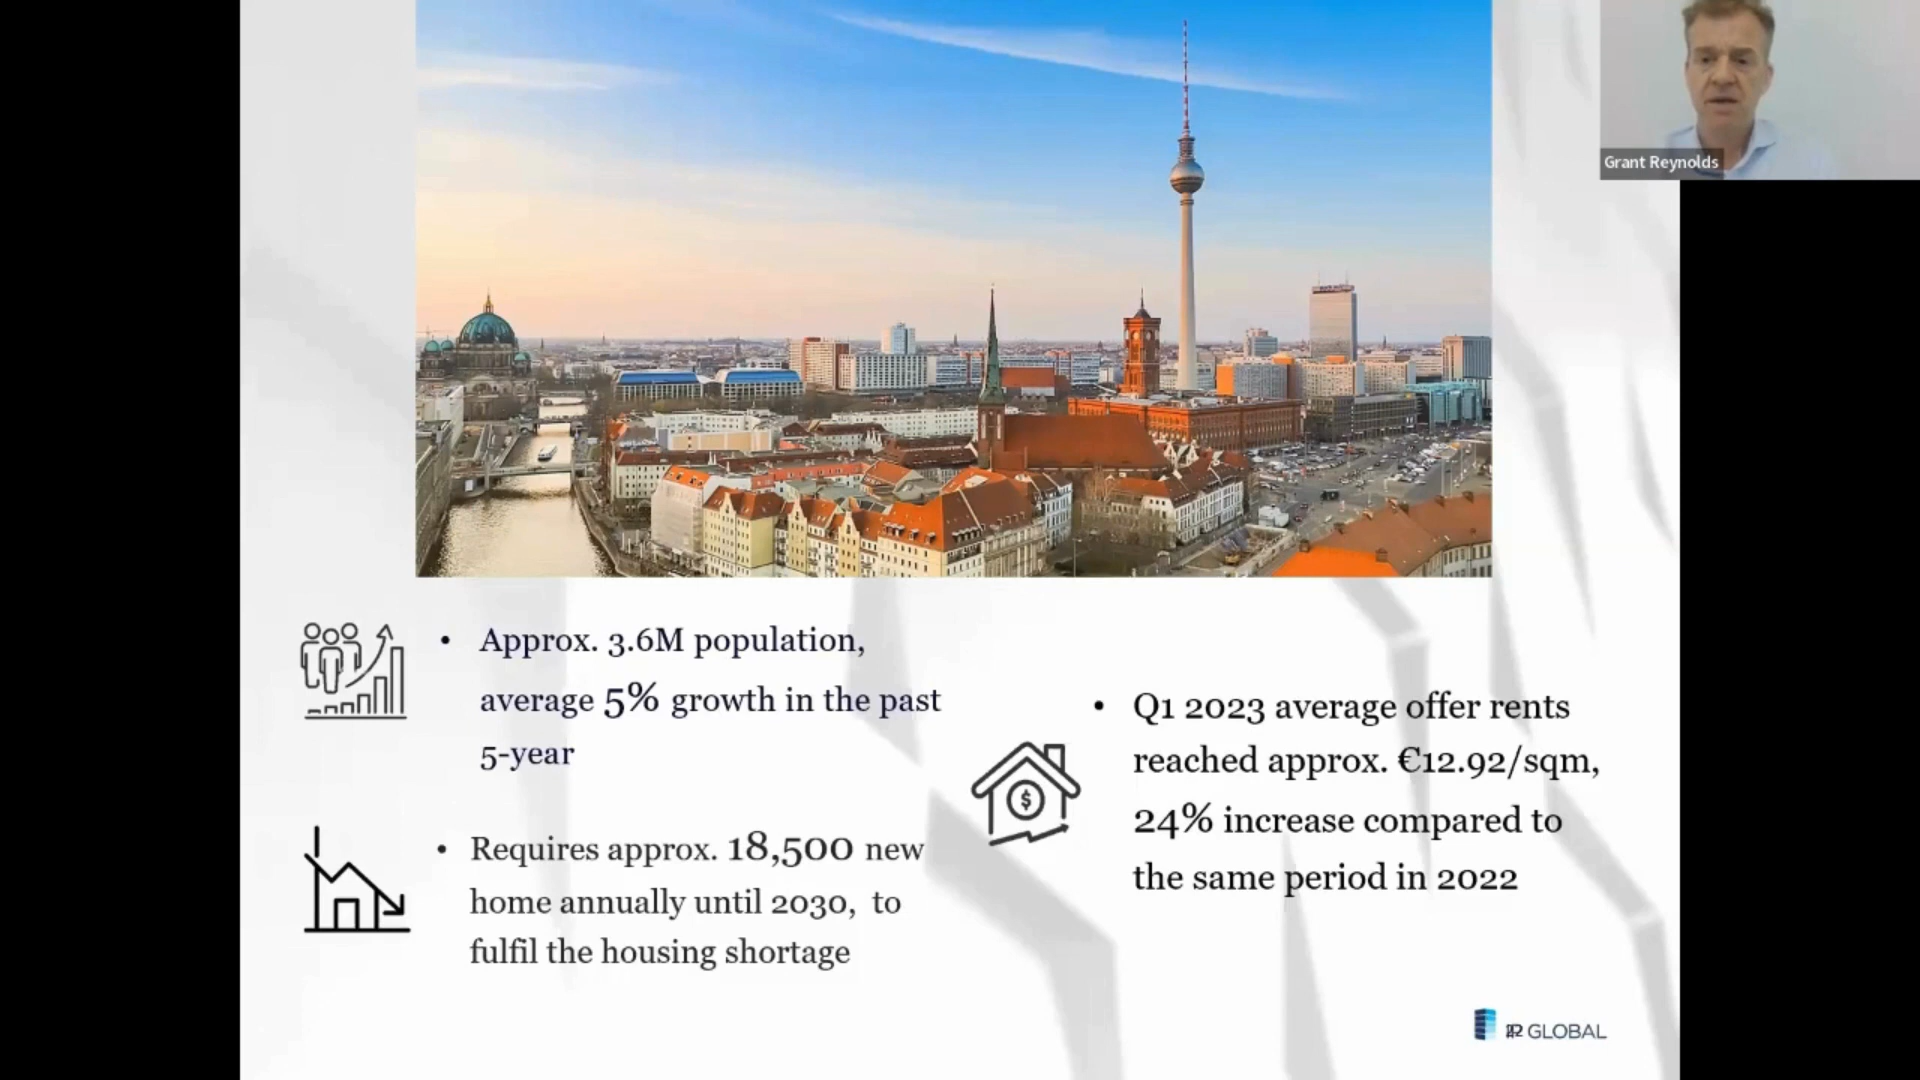 Grant Reynolds
• Approx. 3.6M population,
average 5% growth in the past
5-year
• Requires approx. 18,500 new
home annually until 2030, to
fulfil the housing shortage
• Q1 2023 average offer rents
reached approx. €12.92/sqm,
24% increase compared to
the same period in 2022
$
GLOBAL